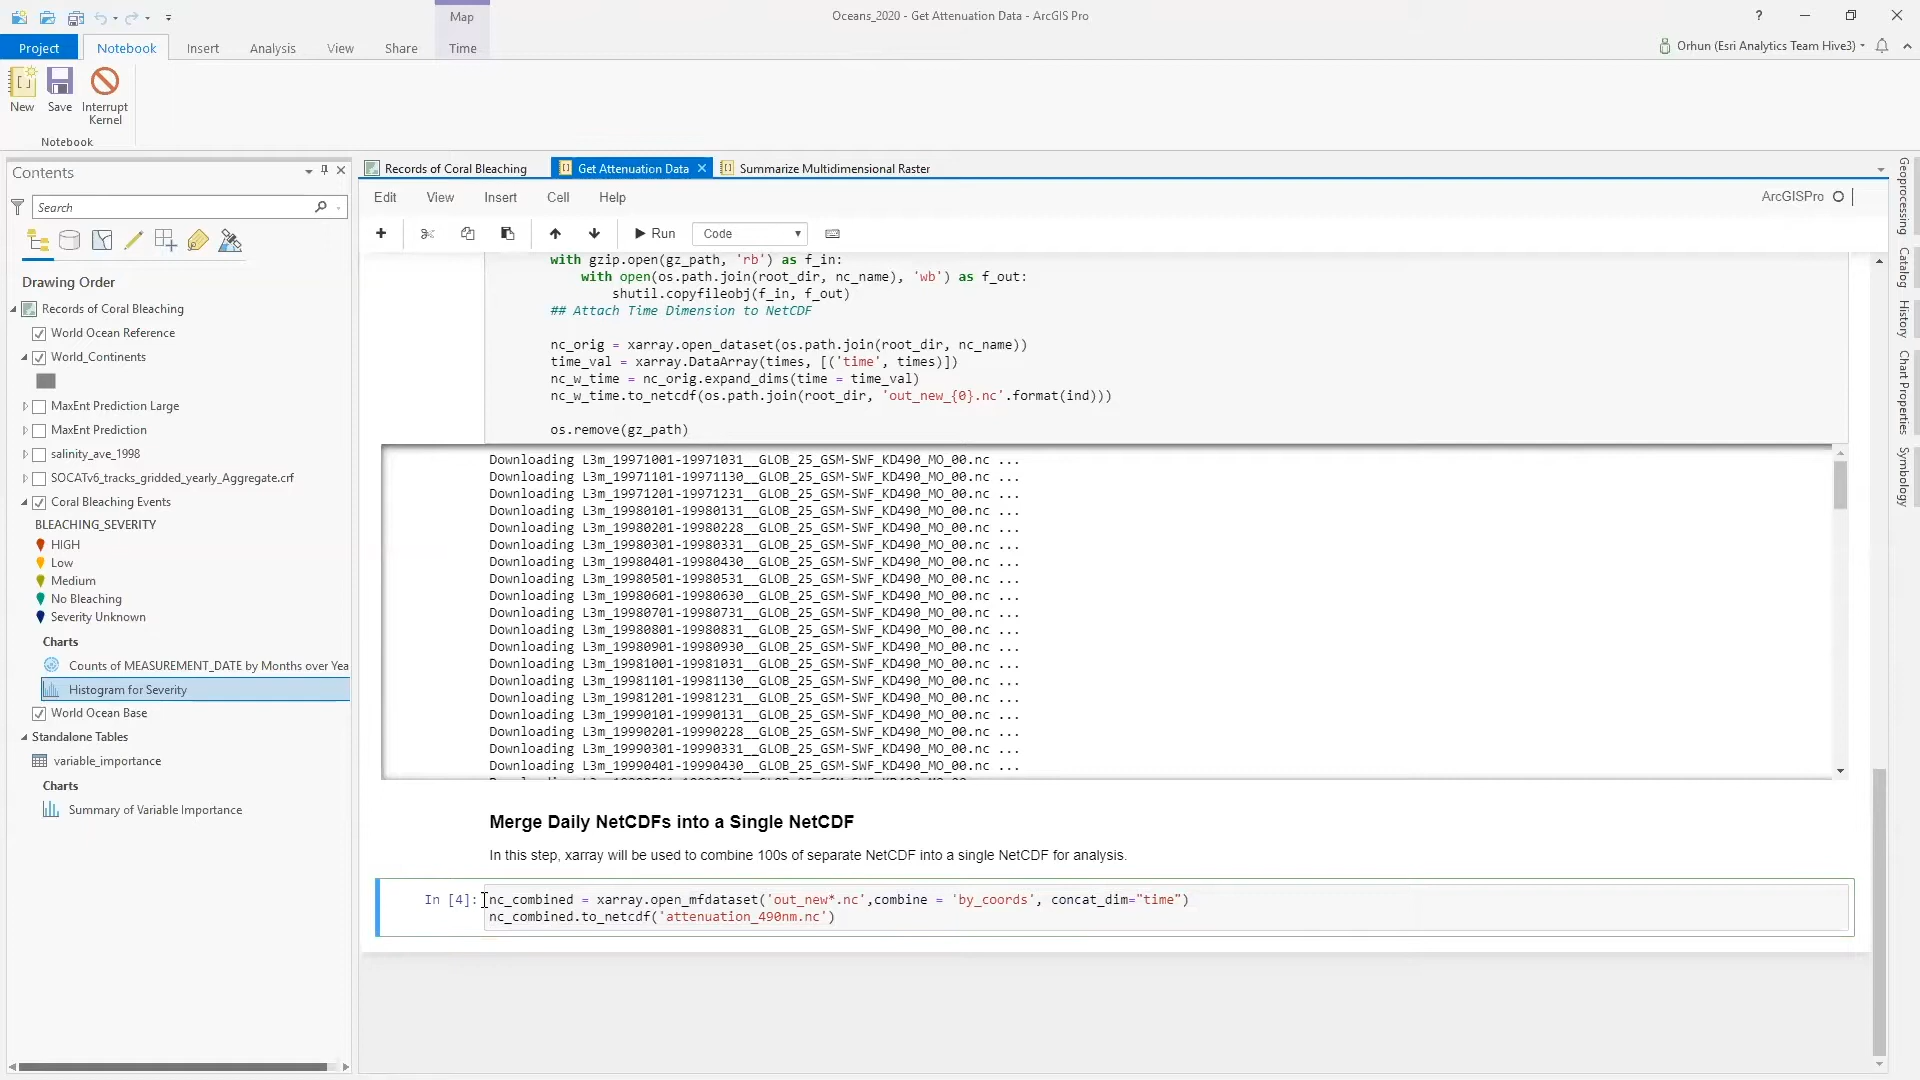 Oceans_2020 - Get Attenuation Data - ArcGIS Pro
Map
?
Project
Notebook
Insert
Analysis
View
Share
Time
Orhun (Esri Analytics Team Hive3)
New
Save
Interrupt
Kernel
Notebook
Contents
Search
Drawing Order
Records of Coral Bleaching
World Ocean Reference
World_Continents
MaxEnt Prediction Large
MaxEnt Prediction
salinity_ave_1998
SOCATv6_tracks_gridded_yearly_Aggregate.crf
Coral Bleaching Events
BLEACHING_SEVERITY
HIGH
Low
Medium
No Bleaching
Severity Unknown
Charts
Counts of MEASUREMENT_DATE by Months over Yea
Histogram for Severity
World Ocean Base
Standalone Tables
variable_importance
Charts
Summary of Variable Importance
Records of Coral Bleaching
Get Attenuation Data
Summarize Multidimensional Raster
Edit
View
Insert
Cell
Help
ArcGISPro
Run
Code
with gzip.open(gz_path, 'rb') as f_in:
with open(os.path.join(root_dir, nc_name), 'wb') as f_out:
shutil.copyfileobj(f_in, f_out)
## Attach Time Dimension to NetCDF
nc_orig = xarray.open_dataset(os.path.join(root_dir, nc_name))
time_val = xarray.DataArray(times, [('time', times)])
nc_w_time = nc_orig.expand_dims(time = time_val)
nc_w_time.to_netcdf(os.path.join(root_dir, 'out_new_{0}.nc'.format(ind)))
os.remove(gz_path)
Downloading L3m_19971001-19971031__GLOB_25_GSM-SWF_KD490_MO_00.nc ...
Downloading L3m_19971101-19971130__GLOB_25_GSM-SWF_KD490_MO_00.nc ...
Downloading L3m_19971201-19971231__GLOB_25_GSM-SWF_KD490_MO_00.nc ...
Downloading L3m_19980101-19980131__GLOB_25_GSM-SWF_KD490_MO_00.nc ...
Downloading L3m_19980201-19980228__GLOB_25_GSM-SWF_KD490_MO_00.nc ...
Downloading L3m_19980301-19980331__GLOB_25_GSM-SWF_KD490_MO_00.nc ...
Downloading L3m_19980401-19980430__GLOB_25_GSM-SWF_KD490_MO_00.nc ...
Downloading L3m_19980501-19980531__GLOB_25_GSM-SWF_KD490_MO_00.nc ...
Downloading L3m_19980601-19980630__GLOB_25_GSM-SWF_KD490_MO_00.nc ...
Downloading L3m_19980701-19980731__GLOB_25_GSM-SWF_KD490_MO_00.nc ...
Downloading L3m_19980801-19980831__GLOB_25_GSM-SWF_KD490_MO_00.nc ...
Downloading L3m_19980901-19980930__GLOB_25_GSM-SWF_KD490_MO_00.nc ...
Downloading L3m_19981001-19981031__GLOB_25_GSM-SWF_KD490_MO_00.nc ...
Downloading L3m_19981101-19981130__GLOB_25_GSM-SWF_KD490_MO_00.nc ...
Downloading L3m_19981201-19981231__GLOB_25_GSM-SWF_KD490_MO_00.nc ...
Downloading L3m_19990101-19990131__GLOB_25_GSM-SWF_KD490_MO_00.nc ...
Downloading L3m_19990201-19990228__GLOB_25_GSM-SWF_KD490_MO_00.nc ...
Downloading L3m_19990301-19990331__GLOB_25_GSM-SWF_KD490_MO_00.nc ...
Downloading L3m_19990401-19990430__GLOB_25_GSM-SWF_KD490_MO_00.nc ...
Merge Daily NetCDFs into a Single NetCDF
In this step, xarray will be used to combine 100s of separate NetCDF into a single NetCDF for analysis.
In [4]:
nc_combined = xarray.open_mfdataset('out_new*.nc',combine = 'by_coords', concat_dim="time")
nc_combined.to_netcdf('attenuation_490nm.nc')
Geoprocessing
Catalog
History
Chart Properties
Symbology